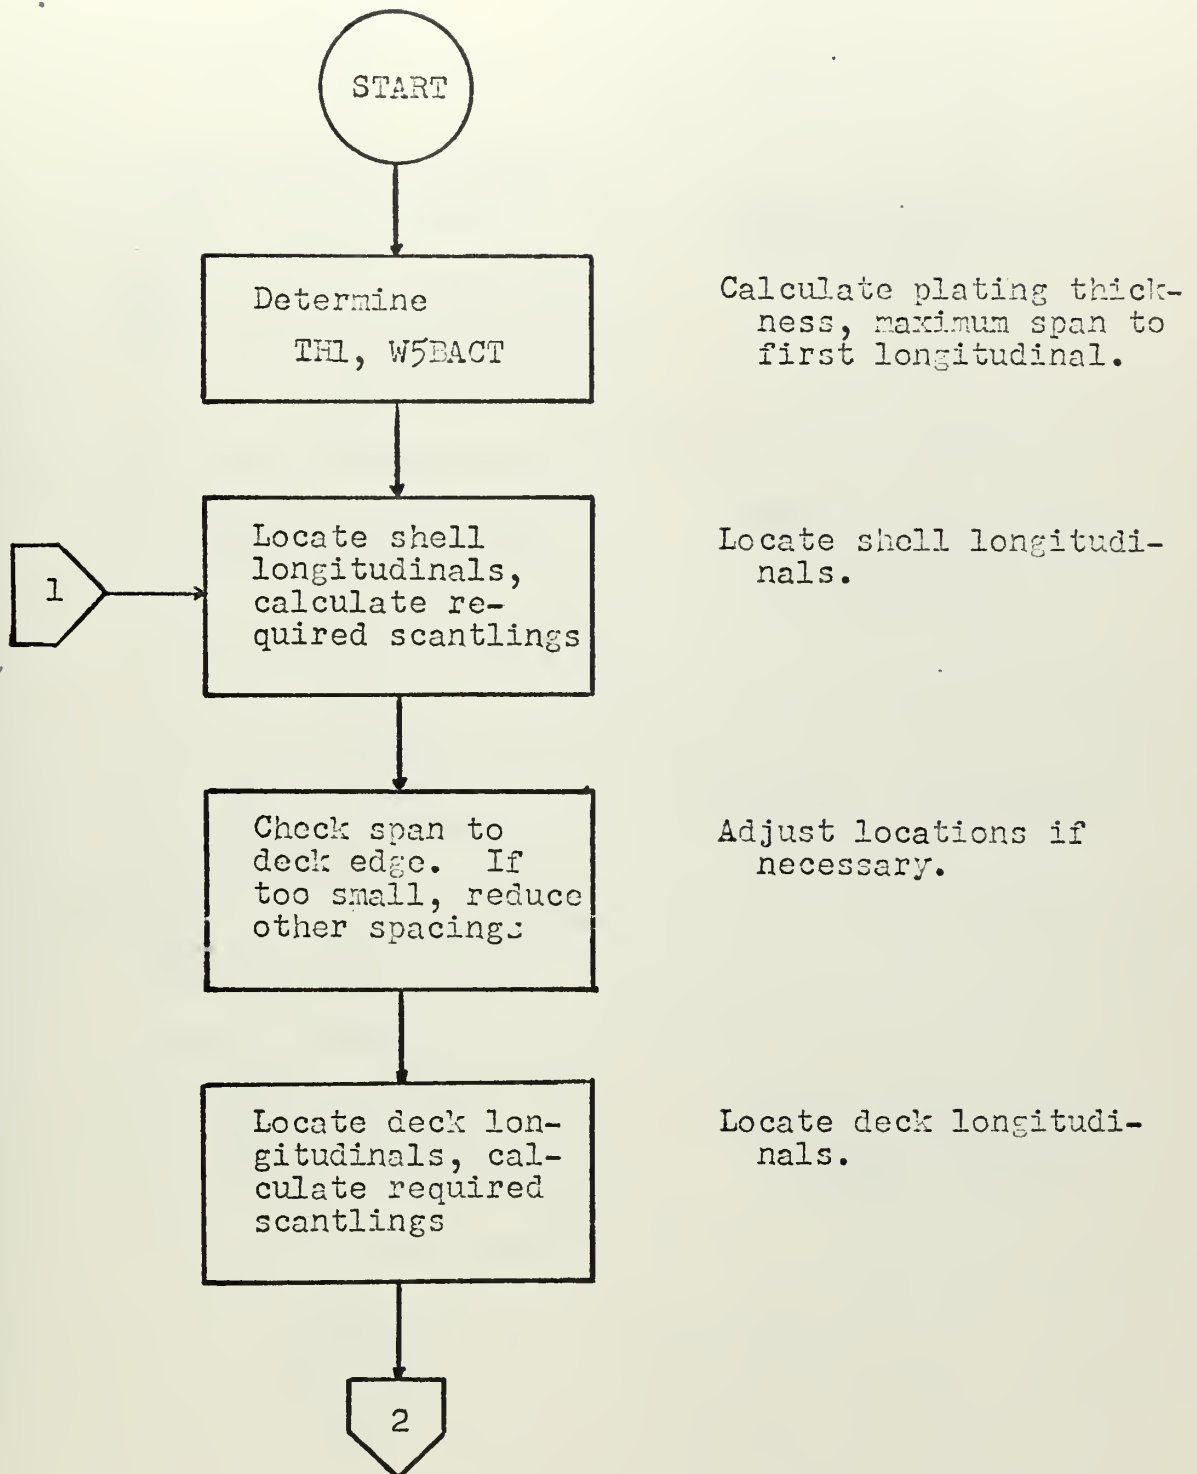 START
Determine
TH1, W5BACT
Calculate plating thick-
ness, maximum span to
first longitudinal.
1
Locate shell
longitudinals,
calculate re-
quired scantlings
Locate shell longitudi-
nals.
Check span to
deck edge. If
too small, reduce
other spacings
Adjust locations if
necessary.
Locate deck lon-
gitudinals, cal-
culate required
scantlings
Locate deck longitudi-
nals.
2